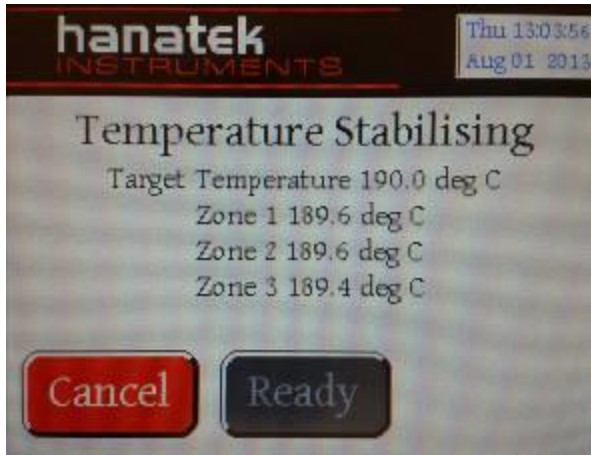 hanatek
INSTRUMENTS
Thu 13:03:56
Aug 01 2013
Temperature Stabilising
Target Temperature 190.0 deg C
Zone 1 189.6 deg C
Zone 2 189.6 deg C
Zone 3 189.4 deg C
Cancel
Ready